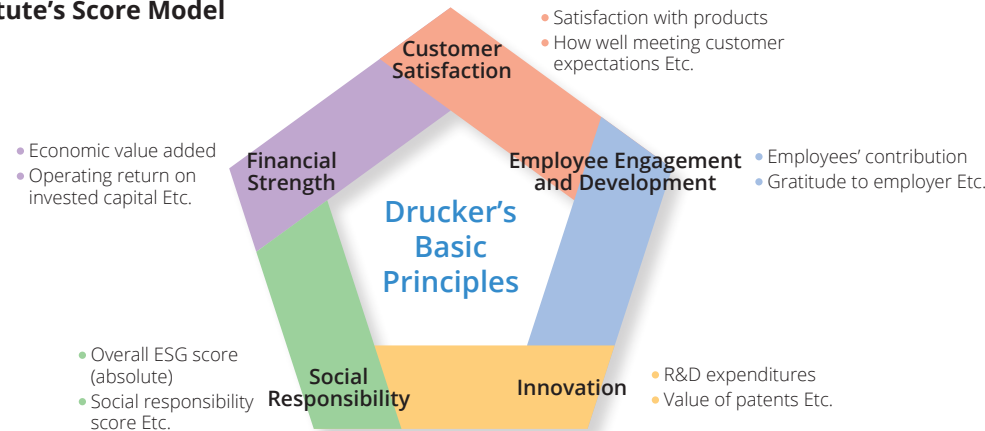 tute's Score Model
Customer
Satisfaction
• Satisfaction with products
• How well meeting customer
expectations Etc.
Financial
Strength
• Economic value added
• Operating return on
invested capital Etc.
Employee Engagement
and Development
• Employees' contribution
• Gratitude to employer Etc.
Drucker's
Basic
Principles
Social
Responsibility
• Overall ESG score
(absolute)
• Social responsibility
score Etc.
Innovation
• R&D expenditures
• Value of patents Etc.